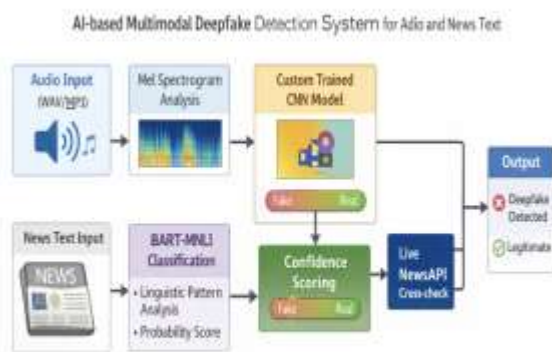 AI-based Multimodal Deepfake Detection System for Adio and News Text
Audio Input
(WAV/MP3)
Mel Spectrogram
Analysis
Custom Trained
CNN Model
Fake Real
Output
Deepfake
Detected
Legitimate
News Text Input
NEWS
BART-MNLI
Classification
• Linguistic Pattern
Analysis
• Probability Score
Confidence
Scoring
Fake Real
Live
NewsAPI
Cross-check